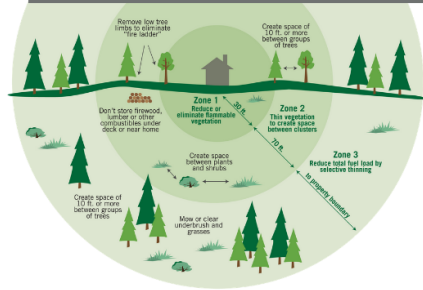 Remove low tree
limbs to eliminate
"fire ladder"
Create space of
10 ft. or more
between groups
of trees
Zone 1
Reduce or
eliminate flammable
vegetation
30 ft.
Zone 2
Thin vegetation
to create space
between clusters
Don't store firewood,
lumber or other
combustibles under
deck or near home
70 ft.
Zone 3
Reduce total fuel load by
selective thinning
Create space
between plants
and shrubs
to property boundary
Create space of
10 ft. or more
between groups
of trees
Mow or clear
underbrush and
grasses